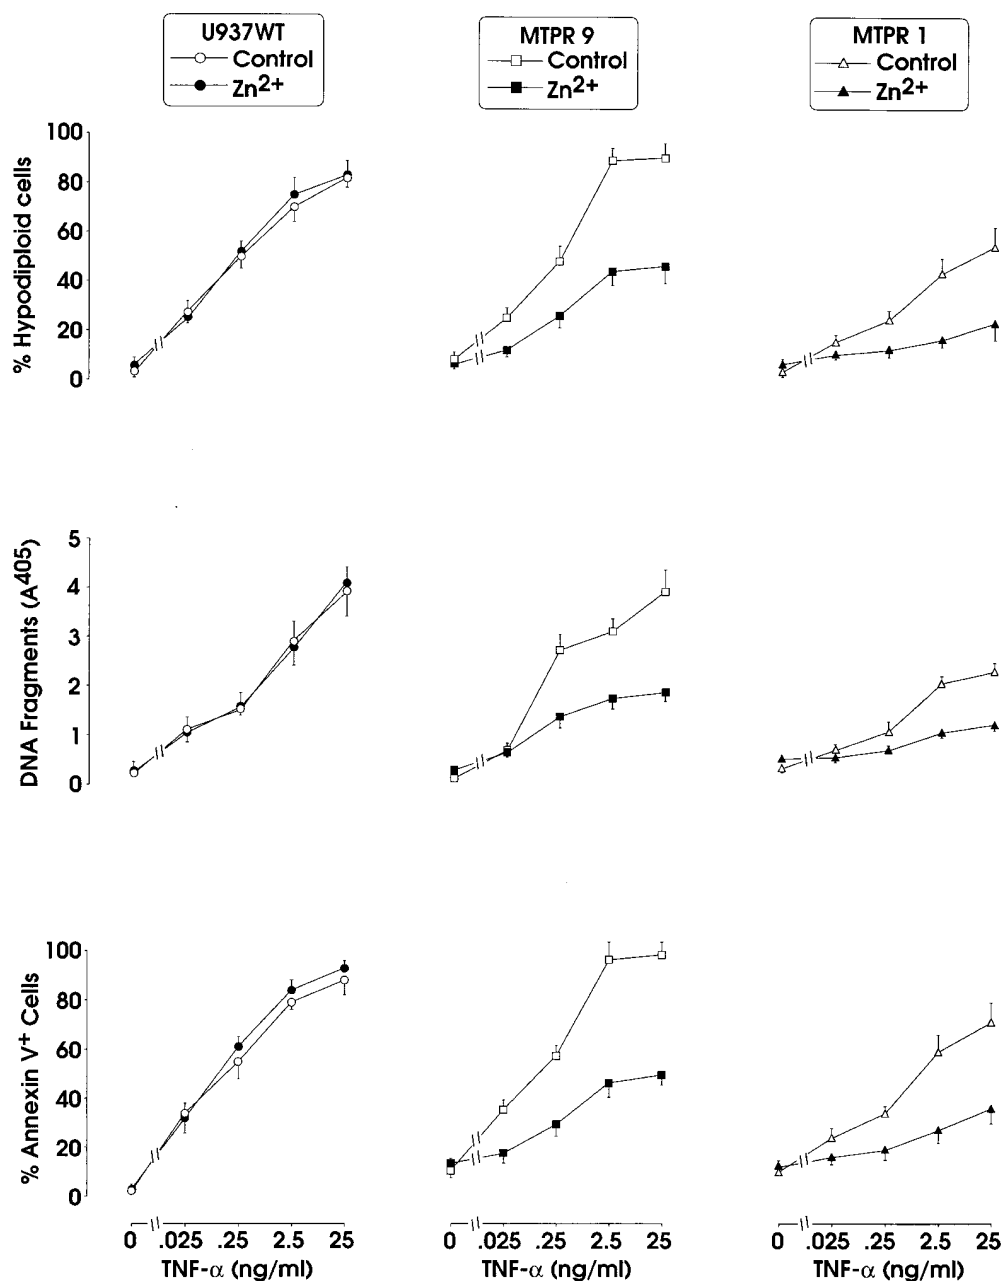 U937WT
Control
Zn2+
MTPR 9
Control
Zn2+
MTPR 1
Control
Zn2+
% Hypodiploid cells
100
80
60
40
20
0
DNA Fragments (A405)
5
4
3
2
1
0
% Annexin V+ Cells
100
80
60
40
20
0
0 .025 .25 2.5 25
TNF-α (ng/ml)
0 .025 .25 2.5 25
TNF-α (ng/ml)
0 .025 .25 2.5 25
TNF-α (ng/ml)